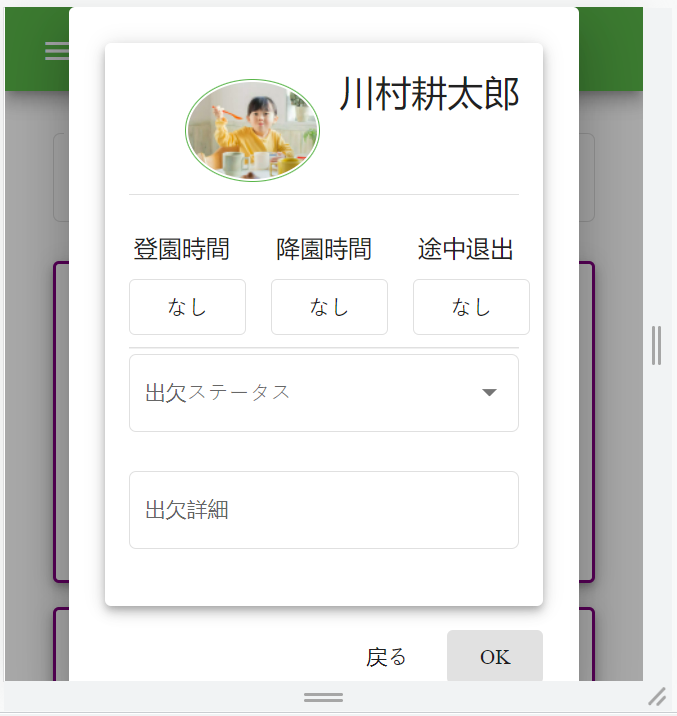 川村耕太郎
登園時間 降園時間 途中退出
なし なし なし
出欠ステータス
出欠詳細
戻る OK